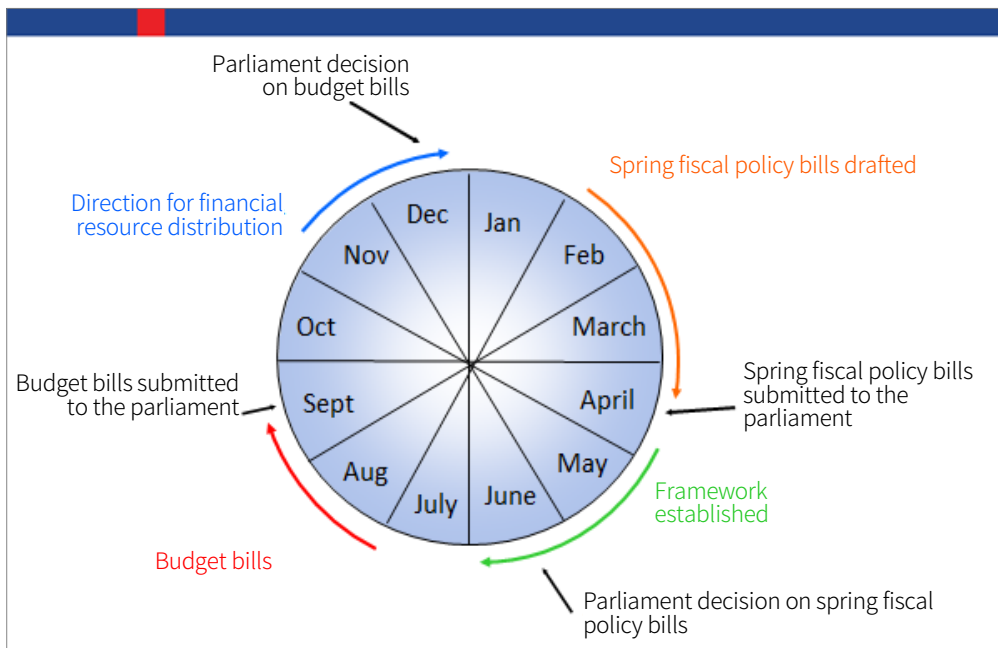 Parliament decision
on budget bills
Spring fiscal policy bills drafted
Direction for financial
resource distribution
Dec
Jan
Nov
Feb
Oct
March
Budget bills submitted
to the parliament
Spring fiscal policy bills
submitted to the
parliament
Sept
April
Aug
May
July
June
Framework
established
Budget bills
Parliament decision on spring fiscal
policy bills